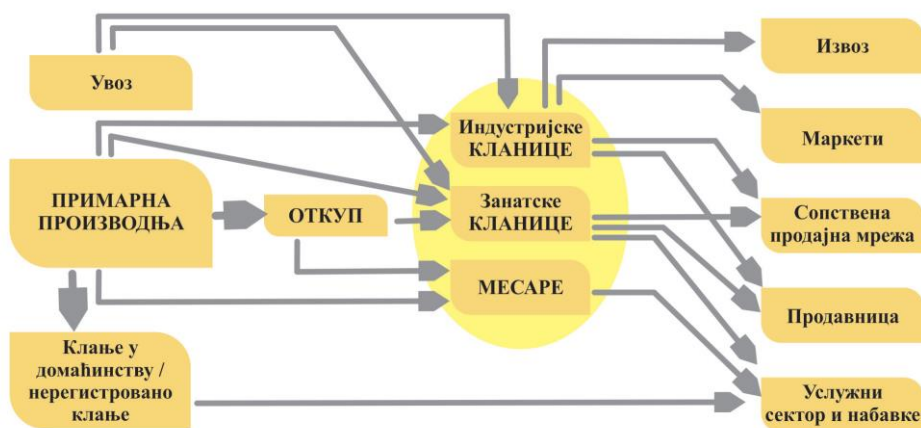 Увоз
ПРИМАРНА
ПРОИЗВОДЊА
Клање у
домаћинству /
нерегистровано
клање
ОТКУП
Индустријске
КЛАНИЦЕ
Занатске
КЛАНИЦЕ
МЕСАРЕ
Извоз
Маркети
Сопствена
продајна мрежа
Продавница
Услужни
сектор и набавке